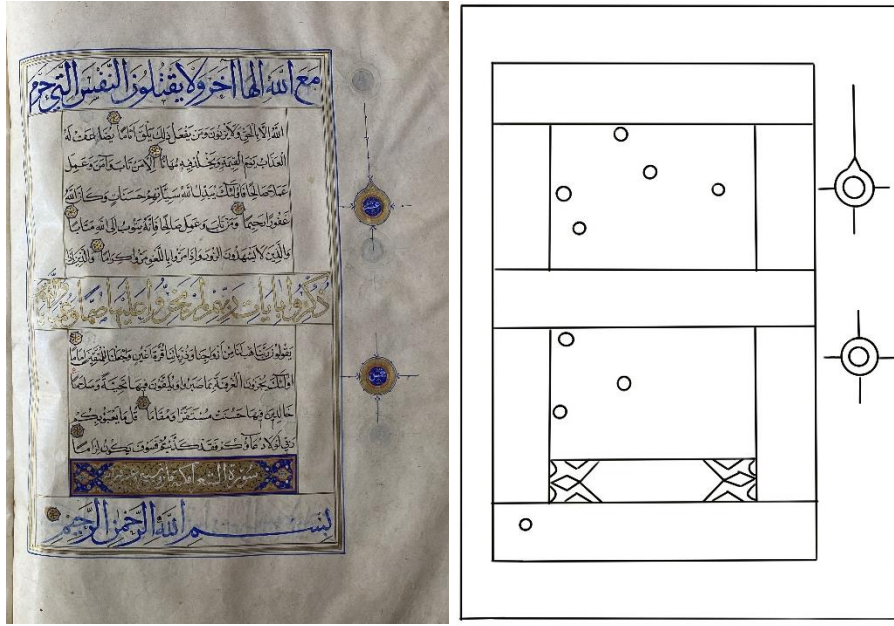 مع الله الها آخر ولا يقتلون النفس التي حرم
الله الا بالحق ولا يزنون ومن يفعل ذلك يلق اثاما يضاعف له
العذاب يوم القيمة ويخلد فيه مهانا الا من تاب وآمن وعمل
عملا صالحا فاولئك يبدل الله سيئاتهم حسنات وكان الله
غفورا رحيما ومن تاب وعمل صالحا فانه يتوب الى الله متابا
والذين لا يشهدون الزور واذا مروا باللغو مروا كراما والذين اذا
ذكروا بآيات ربهم لم يخروا عليها صما وعميانا
يقولون ربنا هب لنا من ازواجنا وذرياتنا قرة اعين واجعلنا للمتقين اماما
اولئك يجزون الغرفة بما صبروا ويلقون فيها تحية وسلاما
خالدين فيها حسنت مستقرا ومقاما قل ما يعبؤ بكم
ربي لولا دعاؤكم فقد كذبتم فسوف يكون لزاما
سورة الشعرا
بسم الله الرحمن الرحيم
عشر
خمس